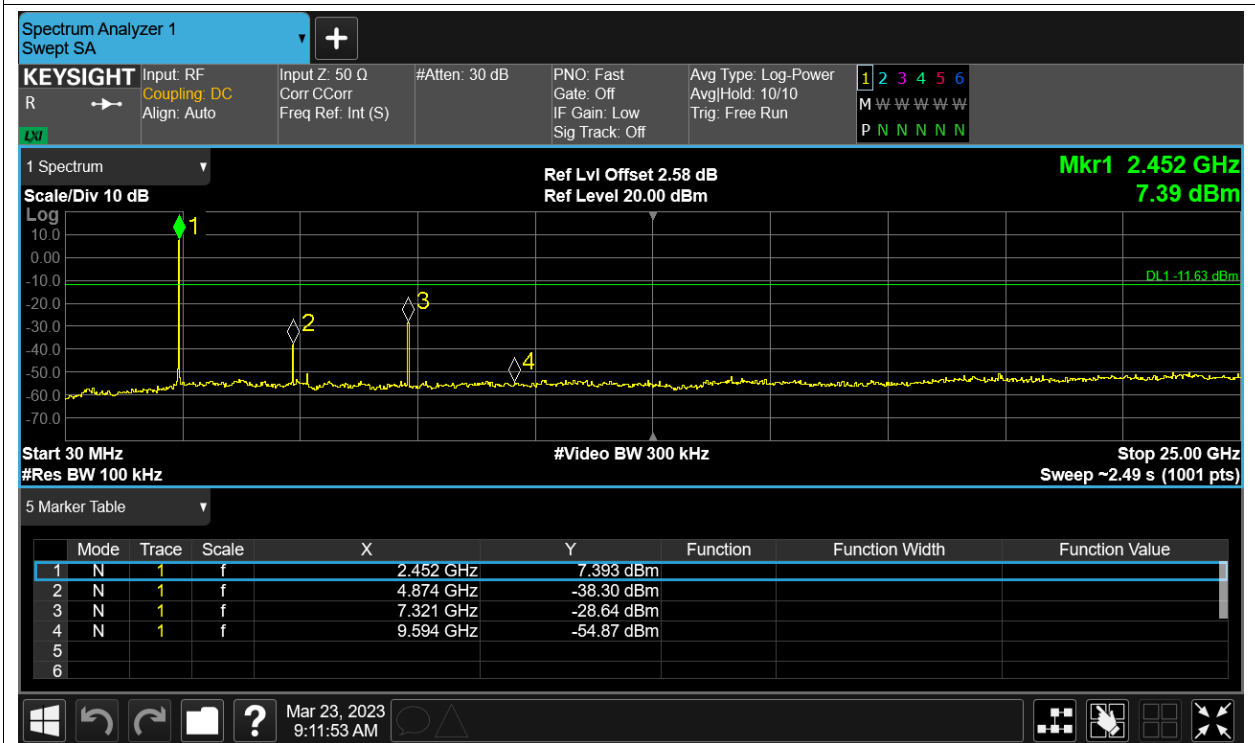 Spectrum Analyzer 1
Swept SA
KEYSIGHT Input: RF Input Z: 50 Ω #Atten: 30 dB PNO: Fast Avg Type: Log-Power 1 2 3 4 5 6
R Coupling: DC Corr CCorr Gate: Off Avg|Hold: 10/10 M W W W W W
Align: Auto Freq Ref: Int (S) IF Gain: Low Trig: Free Run
LXI Sig Track: Off P N N N N N
1 Spectrum Ref Lvl Offset 2.58 dB Mkr1 2.452 GHz
Scale/Div 10 dB Ref Level 20.00 dBm 7.39 dBm
Log
1
10.0
0.00
-10.0 DL1 -11.63 dBm
-20.0 3
-30.0 2
-40.0
-50.0 4
-60.0
-70.0
Start 30 MHz #Video BW 300 kHz Stop 25.00 GHz
#Res BW 100 kHz Sweep ~2.49 s (1001 pts)
5 Marker Table
Mode Trace Scale X Y Function Function Width Function Value
1 N 1 f 2.452 GHz 7.393 dBm
2 N 1 f 4.874 GHz -38.30 dBm
3 N 1 f 7.321 GHz -28.64 dBm
4 N 1 f 9.594 GHz -54.87 dBm
5
6
? Mar 23, 2023
9:11:53 AM